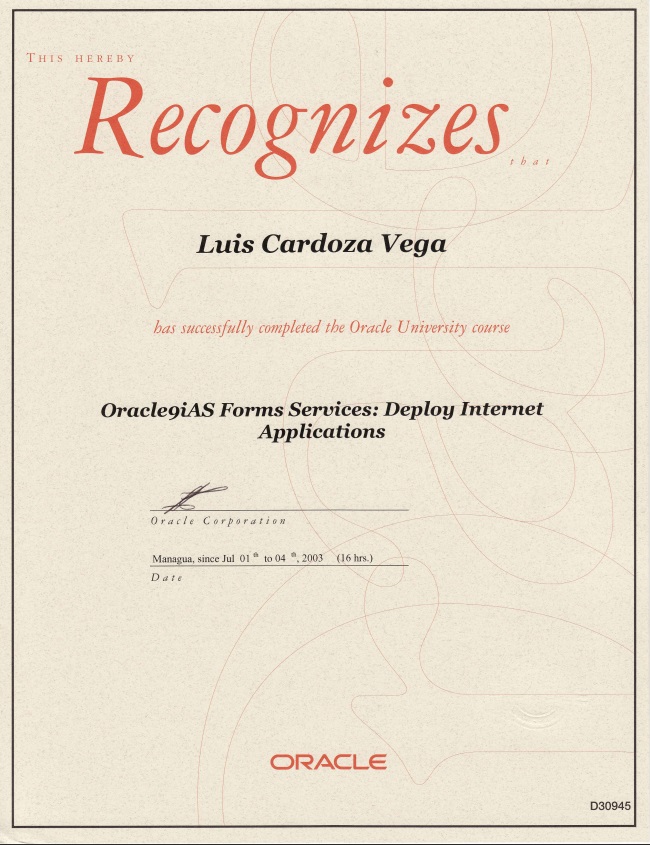 THIS HEREBY
Recognizes
that
Luis Cardoza Vega
has successfully completed the Oracle University course
Oracle9iAS Forms Services: Deploy Internet
Applications
Oracle Corporation
Managua, since Jul 01 th to 04 th, 2003 (16 hrs.)
Date
ORACLE
D30945